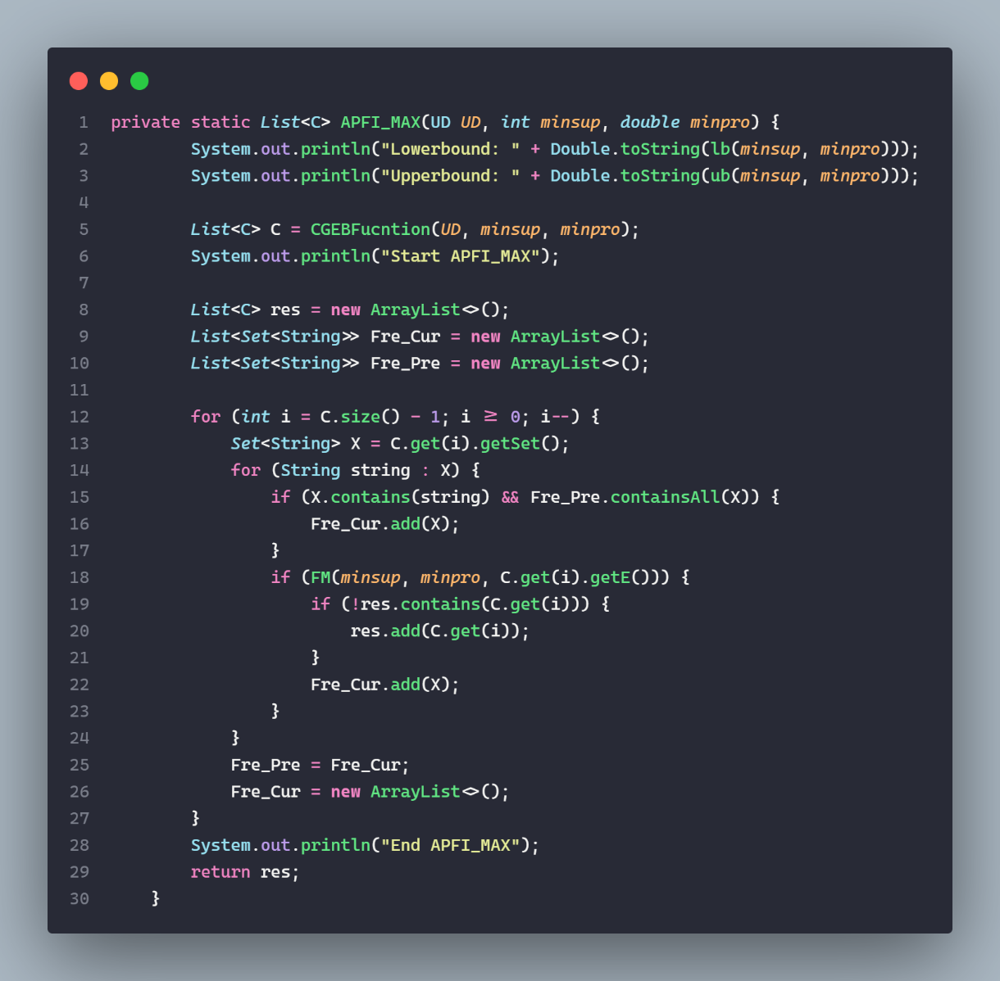 1 private static List<C> APFI_MAX(UD UD, int minsup, double minpro) {
2         System.out.println("Lowerbound: " + Double.toString(lb(minsup, minpro)));
3         System.out.println("Upperbound: " + Double.toString(ub(minsup, minpro)));
4
5         List<C> C = CGEBFucntion(UD, minsup, minpro);
6         System.out.println("Start APFI_MAX");
7
8         List<C> res = new ArrayList<>();
9         List<Set<String>> Fre_Cur = new ArrayList<>();
10         List<Set<String>> Fre_Pre = new ArrayList<>();
11
12         for (int i = C.size() - 1; i ≥ 0; i--) {
13             Set<String> X = C.get(i).getSet();
14             for (String string : X) {
15                 if (X.contains(string) && Fre_Pre.containsAll(X)) {
16                     Fre_Cur.add(X);
17                 }
18                 if (FM(minsup, minpro, C.get(i).getE())) {
19                     if (!res.contains(C.get(i))) {
20                         res.add(C.get(i));
21                     }
22                     Fre_Cur.add(X);
23                 }
24             }
25             Fre_Pre = Fre_Cur;
26             Fre_Cur = new ArrayList<>();
27         }
28         System.out.println("End APFI_MAX");
29         return res;
30     }